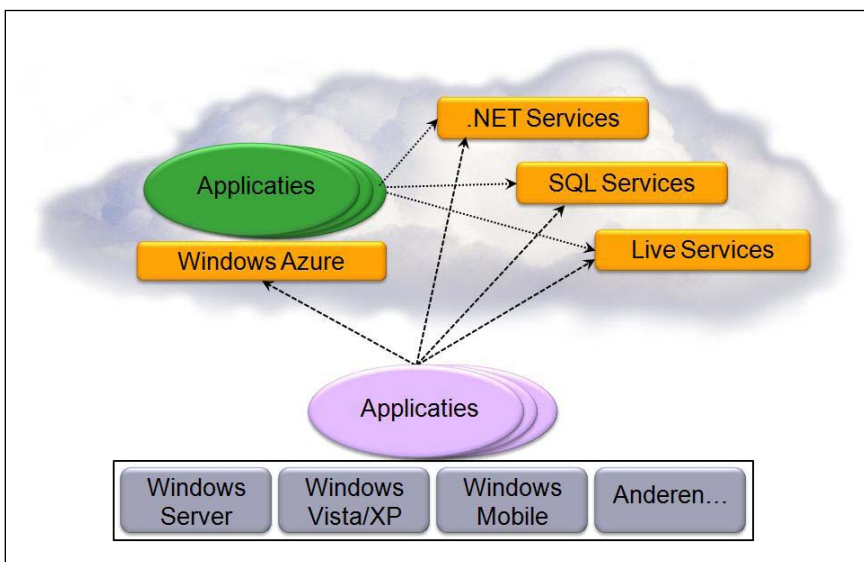 .NET Services
Applicaties
SQL Services
Live Services
Windows Azure
Applicaties
Windows
Server
Windows
Vista/XP
Windows
Mobile
Anderen…